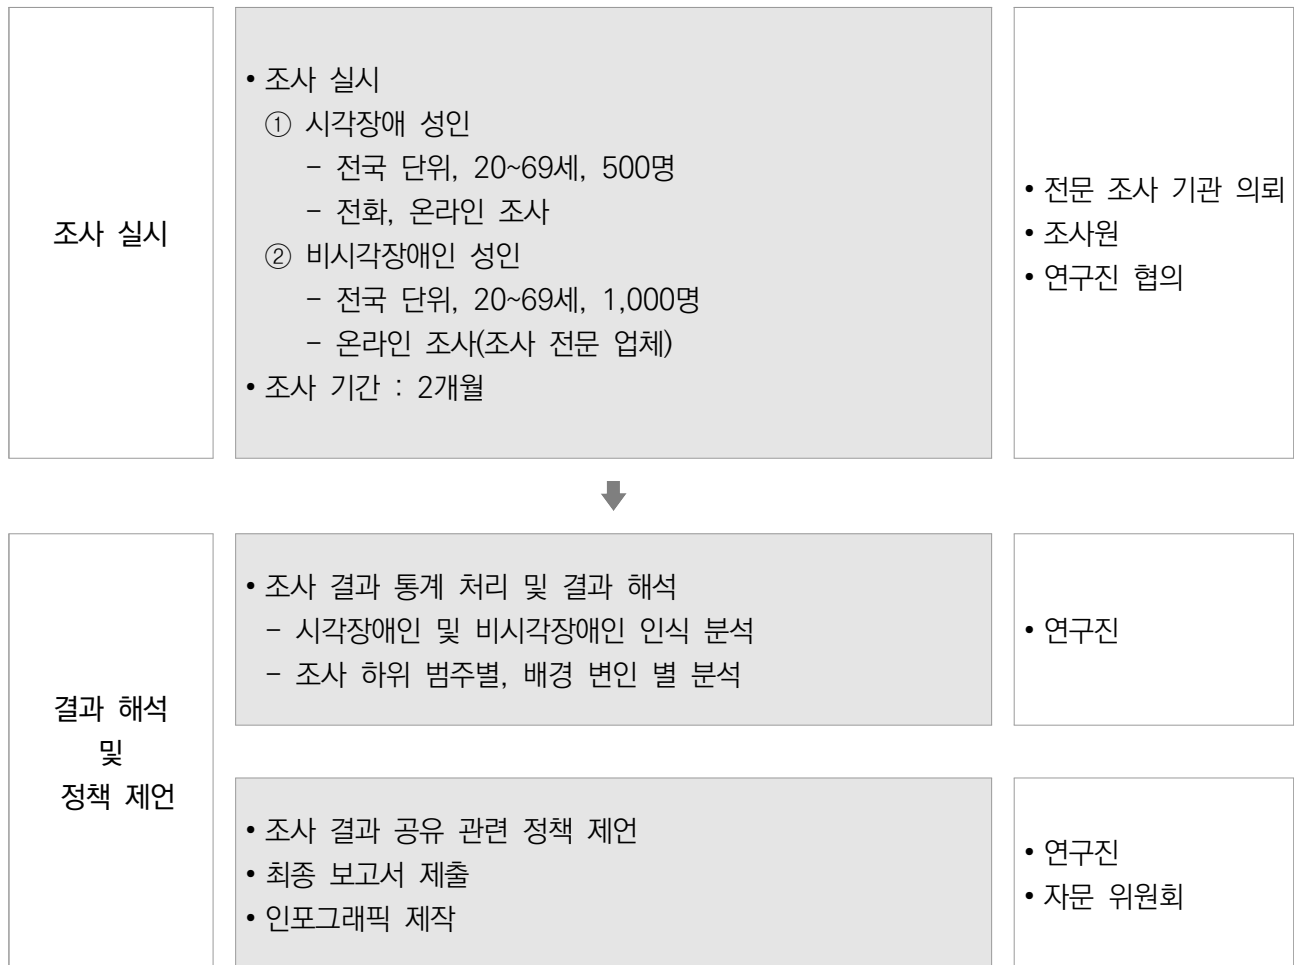 조사 실시
• 조사 실시
① 시각장애 성인
- 전국 단위, 20~69세, 500명
- 전화, 온라인 조사
② 비시각장애인 성인
- 전국 단위, 20~69세, 1,000명
- 온라인 조사(조사 전문 업체)
• 조사 기간 : 2개월
• 전문 조사 기관 의뢰
• 조사원
• 연구진 협의
결과 해석
및
정책 제언
• 조사 결과 통계 처리 및 결과 해석
- 시각장애인 및 비시각장애인 인식 분석
- 조사 하위 범주별, 배경 변인 별 분석
• 연구진
• 조사 결과 공유 관련 정책 제언
• 최종 보고서 제출
• 인포그래픽 제작
• 연구진
• 자문 위원회